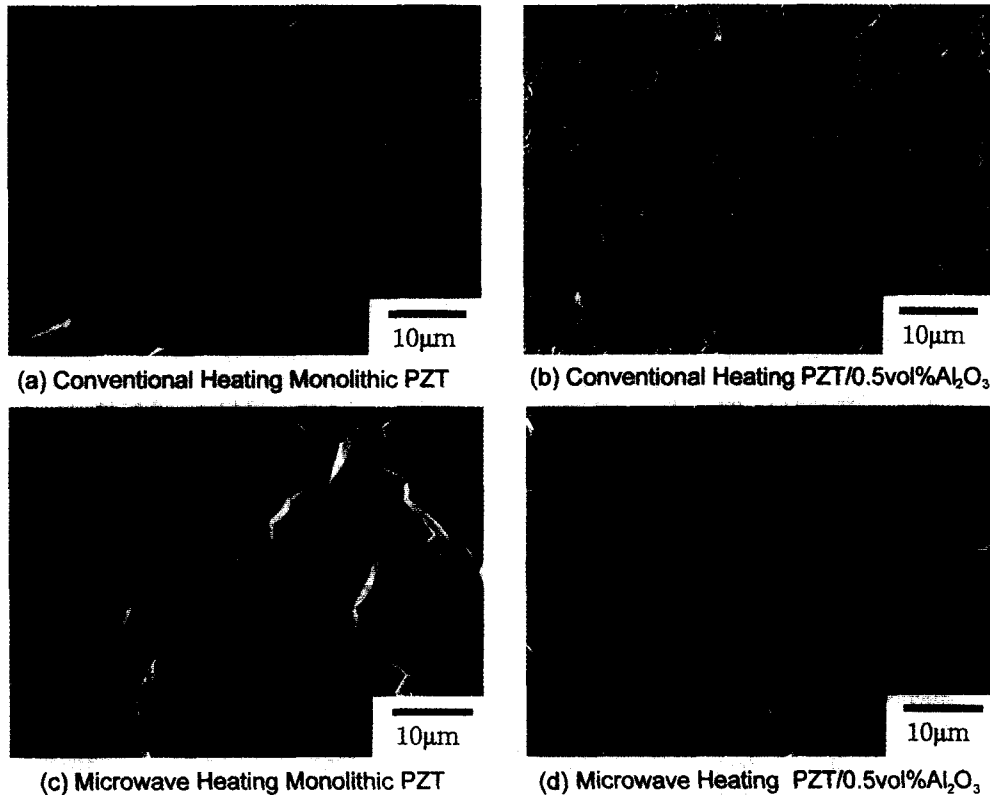 10μm
10μm
(a) Conventional Heating Monolithic PZT
(b) Conventional Heating PZT/0.5vol%Al₂O₃
10μm
10μm
(c) Microwave Heating Monolithic PZT
(d) Microwave Heating PZT/0.5vol%Al₂O₃